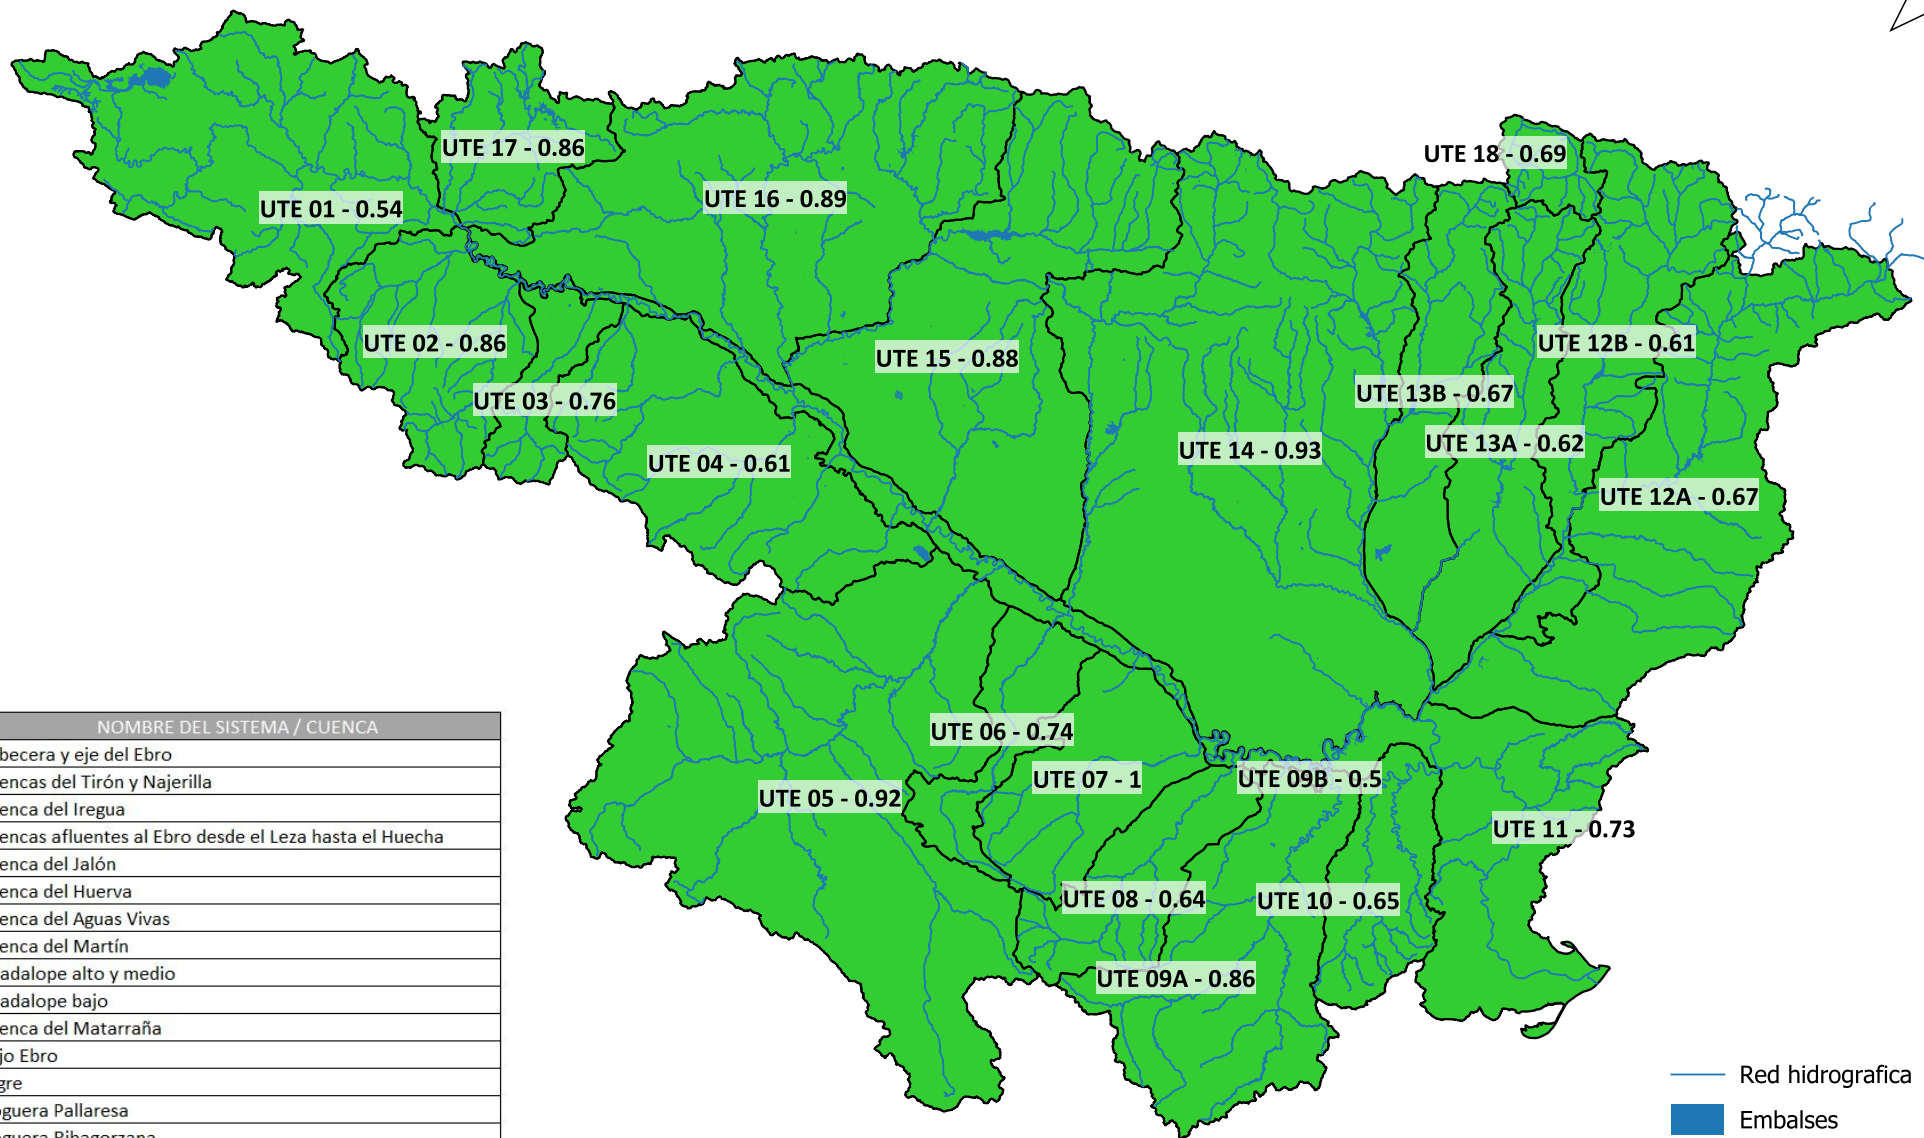 UTE 17 - 0.86
UTE 18 - 0.69
UTE 01 - 0.54
UTE 16 - 0.89
UTE 02 - 0.86
UTE 15 - 0.88
UTE 12B - 0.61
UTE 03 - 0.76
UTE 13B - 0.67
UTE 04 - 0.61
UTE 14 - 0.93
UTE 13A - 0.62
UTE 12A - 0.67
UTE 06 - 0.74
UTE 05 - 0.92
UTE 07 - 1
UTE 09B - 0.5
UTE 11 - 0.73
UTE 08 - 0.64
UTE 10 - 0.65
UTE 09A - 0.86
NOMBRE DEL SISTEMA / CUENCA
becera y eje del Ebro
encas del Tirón y Najerilla
enca del Iregua
encas afluentes al Ebro desde el Leza hasta el Huecha
enca del Jalón
enca del Huerva
enca del Aguas Vivas
enca del Martín
adalope alto y medio
adalope bajo
enca del Matarraña
jo Ebro
gre
guera Pallaresa
Red hidrografica
Embalses